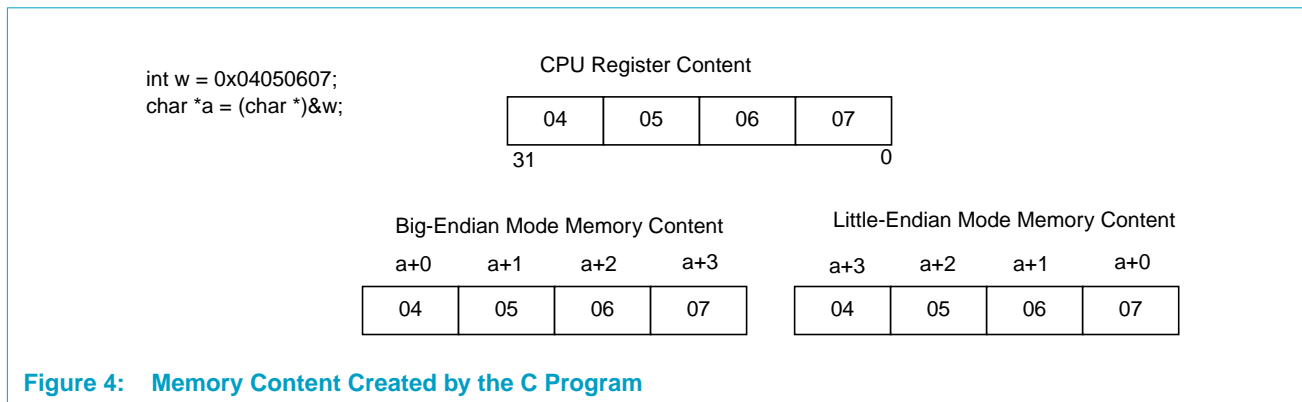 int w = 0x04050607;
char *a = (char *)&w;
CPU Register Content
04 05 06 07
31 0
Big-Endian Mode Memory Content
a+0 a+1 a+2 a+3
04 05 06 07
Little-Endian Mode Memory Content
a+3 a+2 a+1 a+0
04 05 06 07
Figure 4: Memory Content Created by the C Program